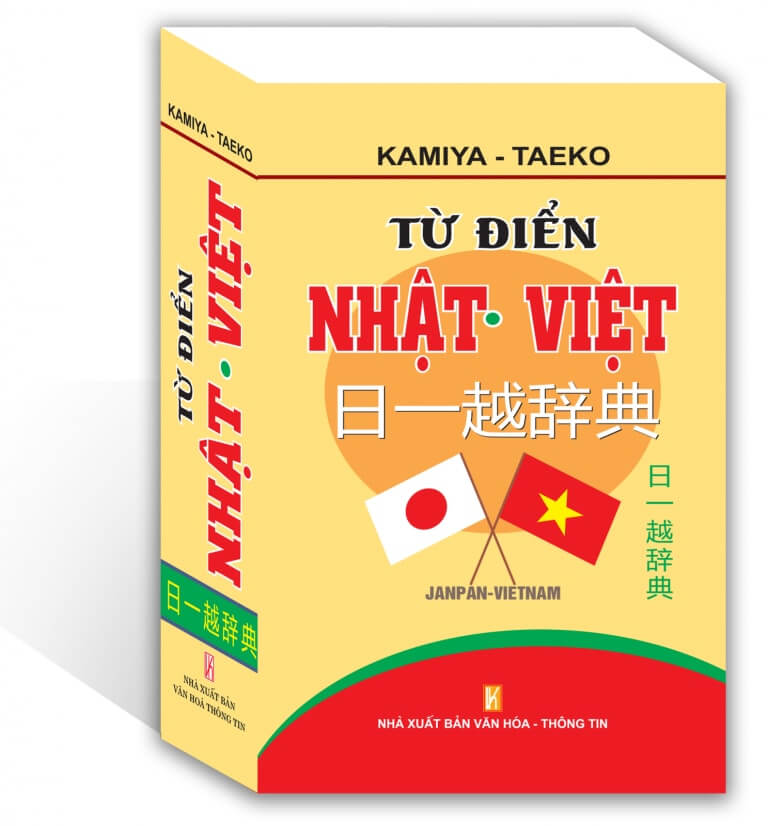 KAMIYA - TAEKO
TỪ ĐIỂN
NHẬT · VIỆT
日一越辞典
日一越辞典
JANPAN-VIETNAM
NHÀ XUẤT BẢN VĂN HÓA - THÔNG TIN
KAMIYA - TAEKO
TỪ ĐIỂN
NHẬT · VIỆT
日一越辞典
NHÀ XUẤT BẢN
VĂN HOÁ THÔNG TIN